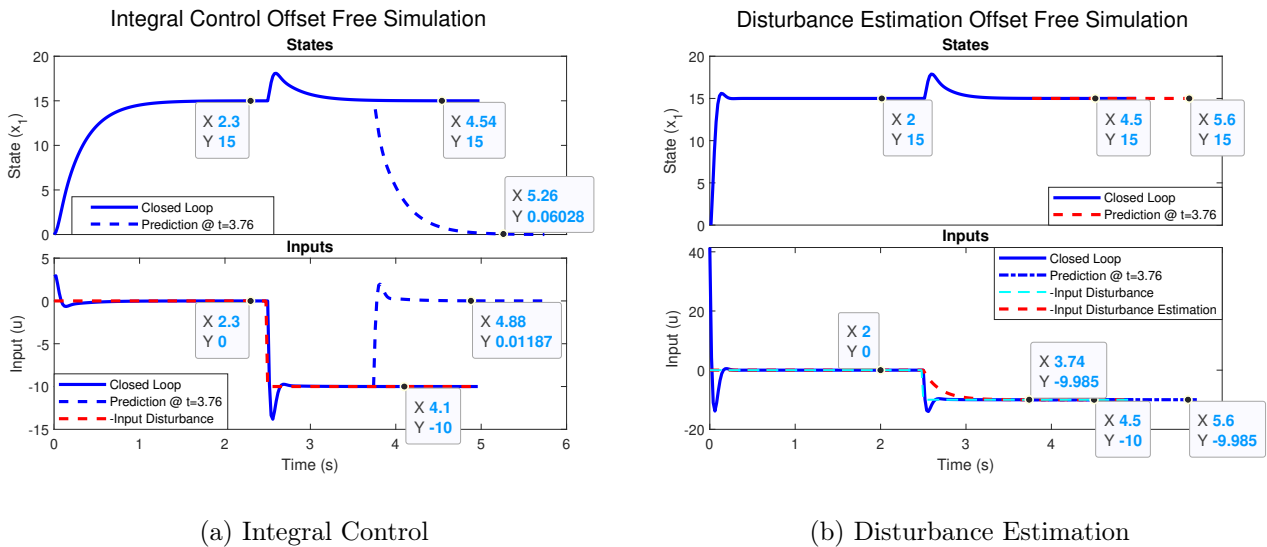 Integral Control Offset Free Simulation
States
20
15
10
5
0
State (x1)
X 2.3
Y 15
X 4.54
Y 15
X 5.26
Y 0.06028
Closed Loop
Prediction @ t=3.76
Inputs
5
0
-5
-10
-15
Input (u)
X 2.3
Y 0
X 4.88
Y 0.01187
X 4.1
Y -10
Closed Loop
Prediction @ t=3.76
-Input Disturbance
0 1 2 3 4 5 6
Time (s)
(a) Integral Control
Disturbance Estimation Offset Free Simulation
States
20
15
10
5
0
State (x1)
X 2
Y 15
X 4.5
Y 15
X 5.6
Y 15
Closed Loop
Prediction @ t=3.76
Inputs
40
20
0
-20
Input (u)
Closed Loop
Prediction @ t=3.76
-Input Disturbance
-Input Disturbance Estimation
X 2
Y 0
X 3.74
Y -9.985
X 4.5
Y -10
X 5.6
Y -9.985
0 1 2 3 4 5 6
Time (s)
(b) Disturbance Estimation